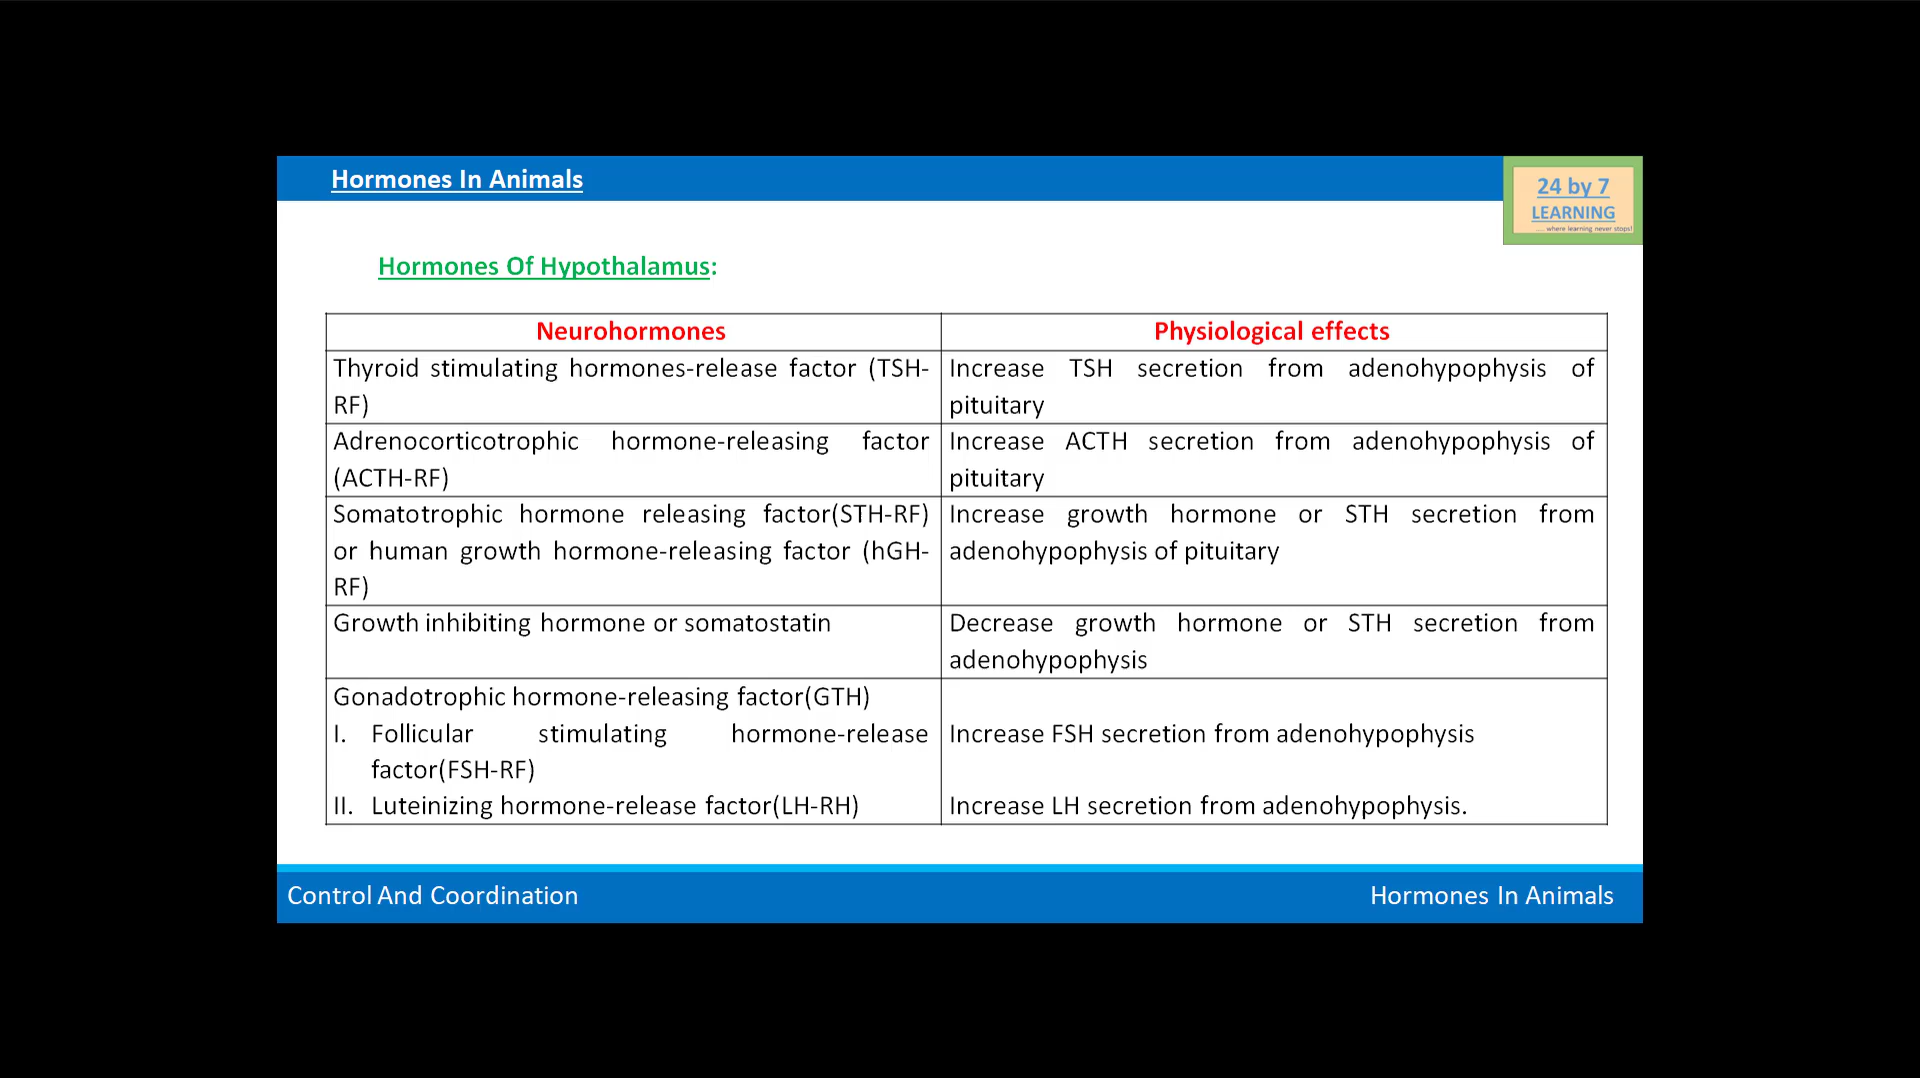 Hormones In Animals
24 by 7
LEARNING
.... where learning never stops!
Hormones Of Hypothalamus:
Neurohormones
Physiological effects
Thyroid stimulating hormones-release factor (TSH-
RF)
Increase TSH secretion from adenohypophysis of
pituitary
Adrenocorticotrophic hormone-releasing factor
(ACTH-RF)
Increase ACTH secretion from adenohypophysis of
pituitary
Somatotrophic hormone releasing factor(STH-RF)
or human growth hormone-releasing factor (hGH-
RF)
Increase growth hormone or STH secretion from
adenohypophysis of pituitary
Growth inhibiting hormone or somatostatin
Decrease growth hormone or STH secretion from
adenohypophysis
Gonadotrophic hormone-releasing factor(GTH)
I. Follicular stimulating hormone-release
factor(FSH-RF)
II. Luteinizing hormone-release factor(LH-RH)
Increase FSH secretion from adenohypophysis
Increase LH secretion from adenohypophysis.
Control And Coordination
Hormones In Animals